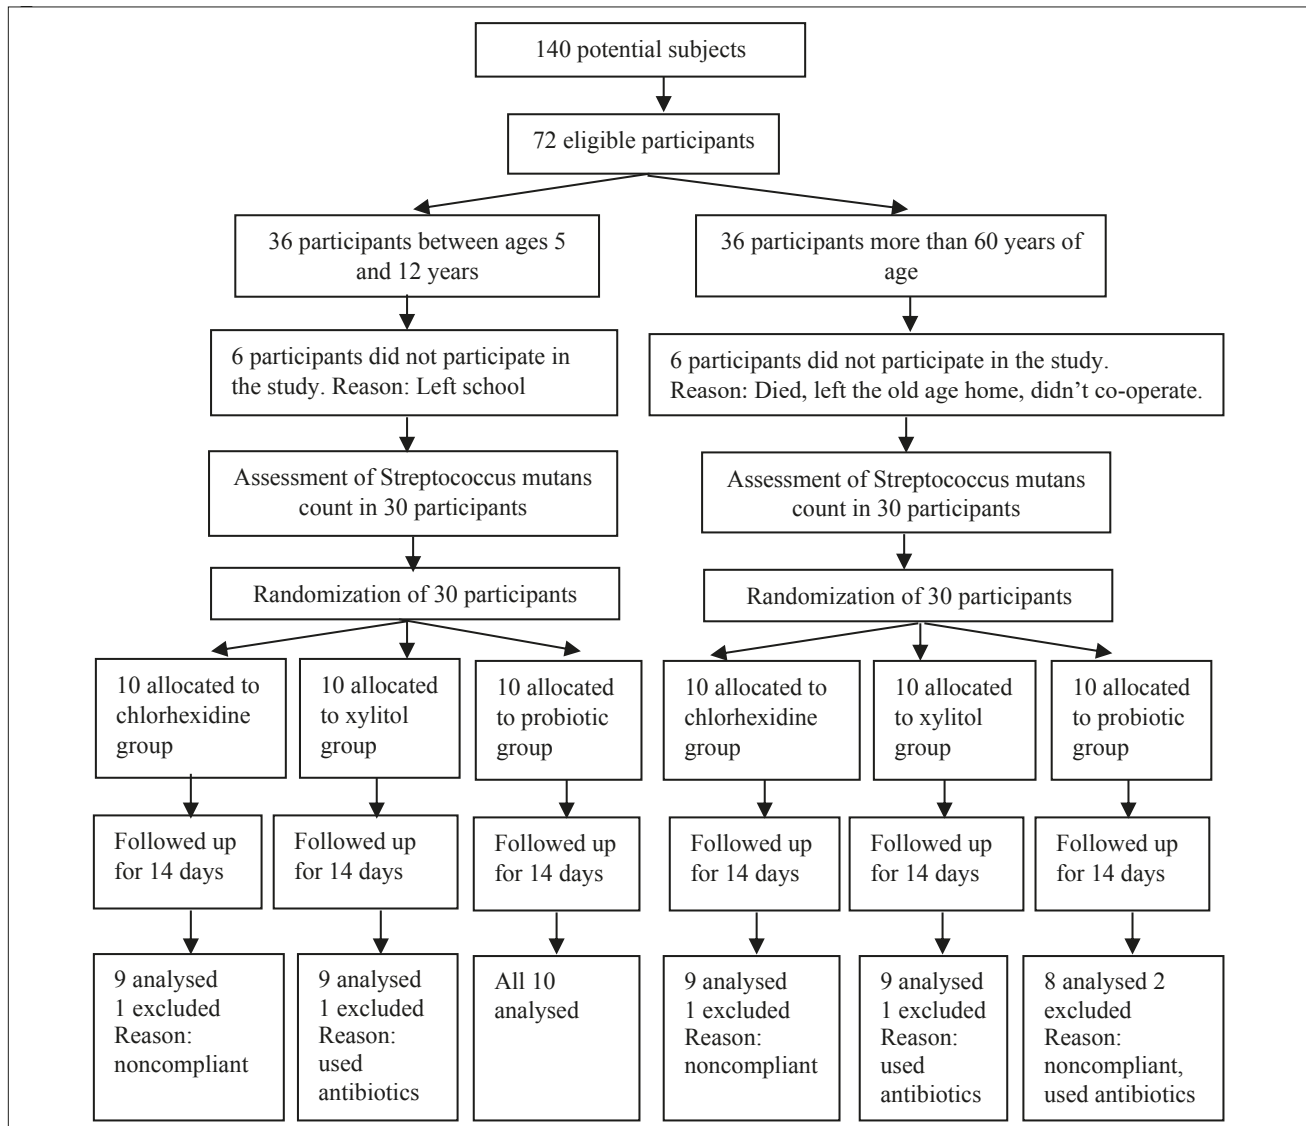 140 potential subjects
72 eligible participants
36 participants between ages 5
and 12 years
36 participants more than 60 years of
age
6 participants did not participate in
the study. Reason: Left school
6 participants did not participate in the study.
Reason: Died, left the old age home, didn’t co-operate.
Assessment of Streptococcus mutans
count in 30 participants
Assessment of Streptococcus mutans
count in 30 participants
Randomization of 30 participants
Randomization of 30 participants
10 allocated to
chlorhexidine
group
10 allocated
to xylitol
group
10 allocated
to probiotic
group
10 allocated to
chlorhexidine
group
10 allocated
to xylitol
group
10 allocated
to probiotic
group
Followed up
for 14 days
Followed up
for 14 days
Followed up
for 14 days
Followed up
for 14 days
Followed up
for 14 days
Followed up
for 14 days
9 analysed
1 excluded
Reason:
noncompliant
9 analysed
1 excluded
Reason:
used
antibiotics
All 10
analysed
9 analysed
1 excluded
Reason:
noncompliant
9 analysed
1 excluded
Reason:
used
antibiotics
8 analysed 2
excluded
Reason:
noncompliant,
used antibiotics